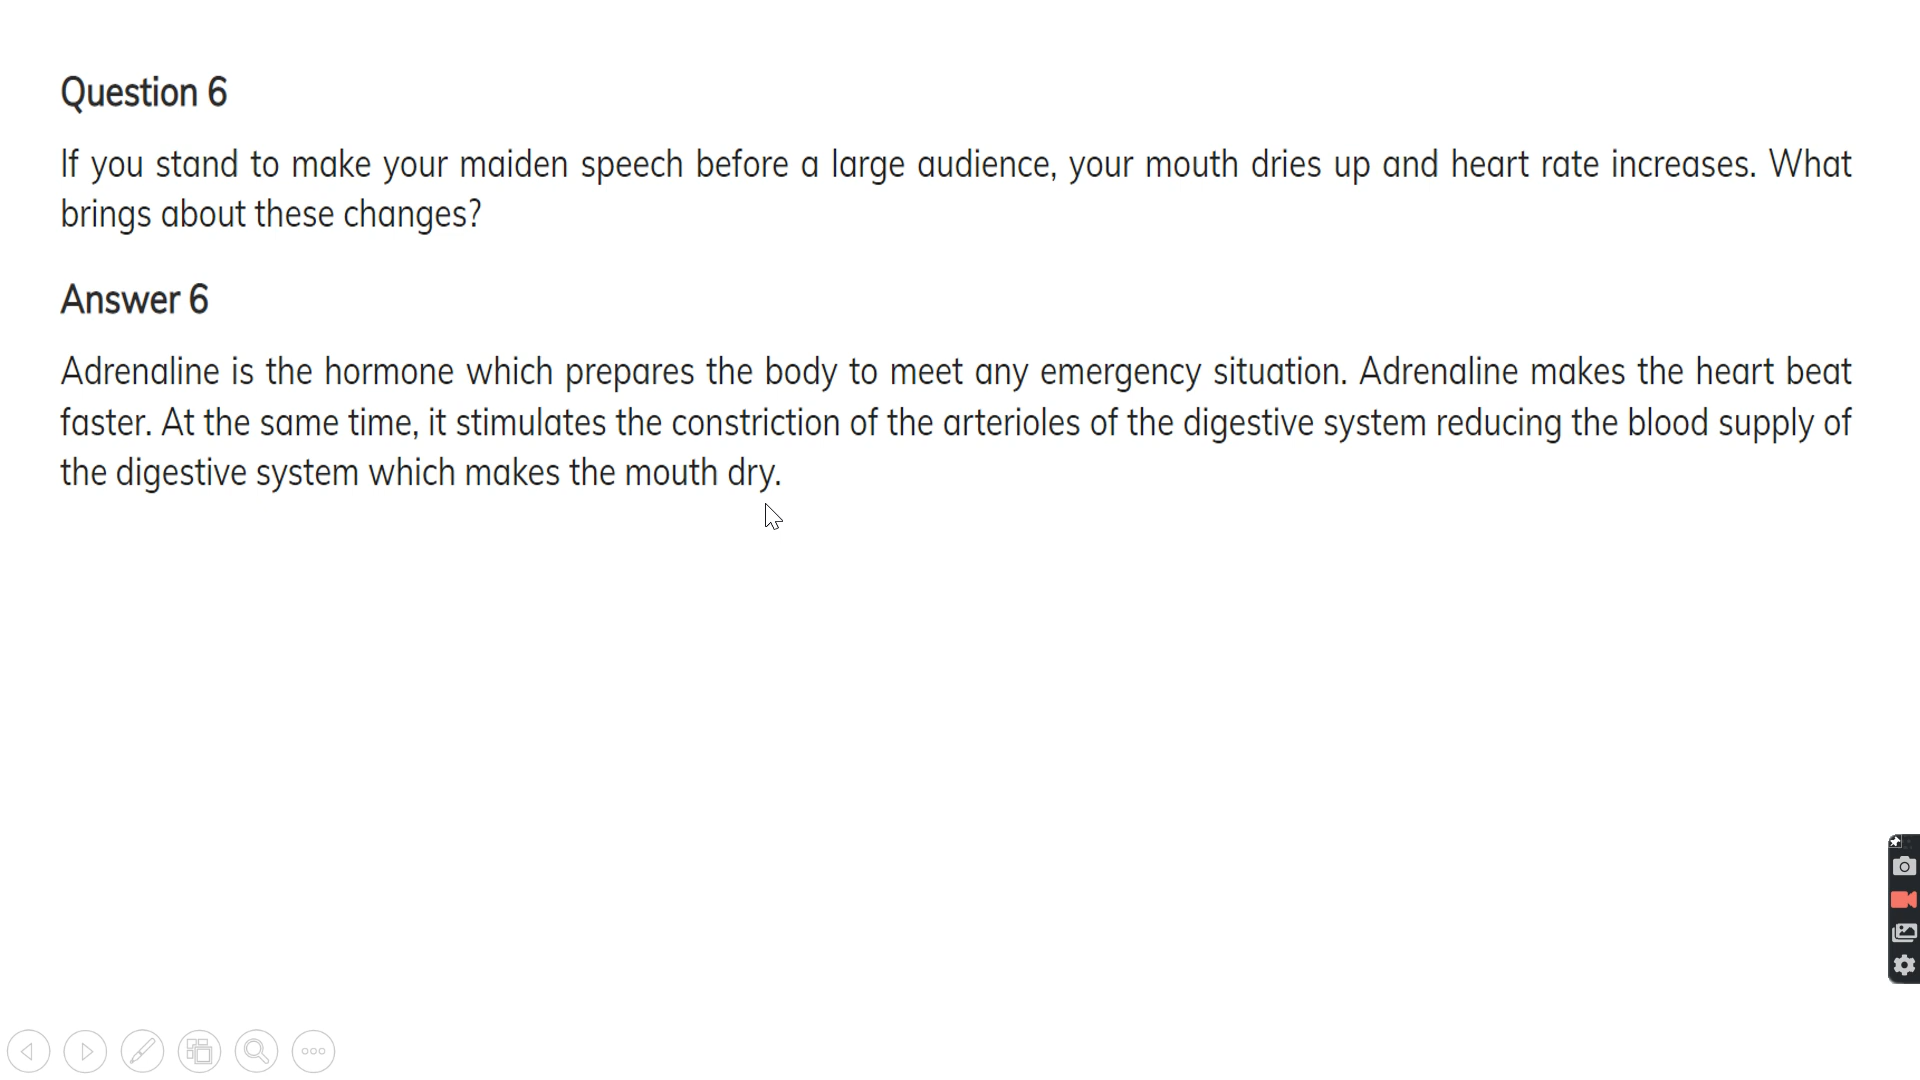 Question 6
If you stand to make your maiden speech before a large audience, your mouth dries up and heart rate increases. What
brings about these changes?
Answer 6
Adrenaline is the hormone which prepares the body to meet any emergency situation. Adrenaline makes the heart beat
faster. At the same time, it stimulates the constriction of the arterioles of the digestive system reducing the blood supply of
the digestive system which makes the mouth dry.